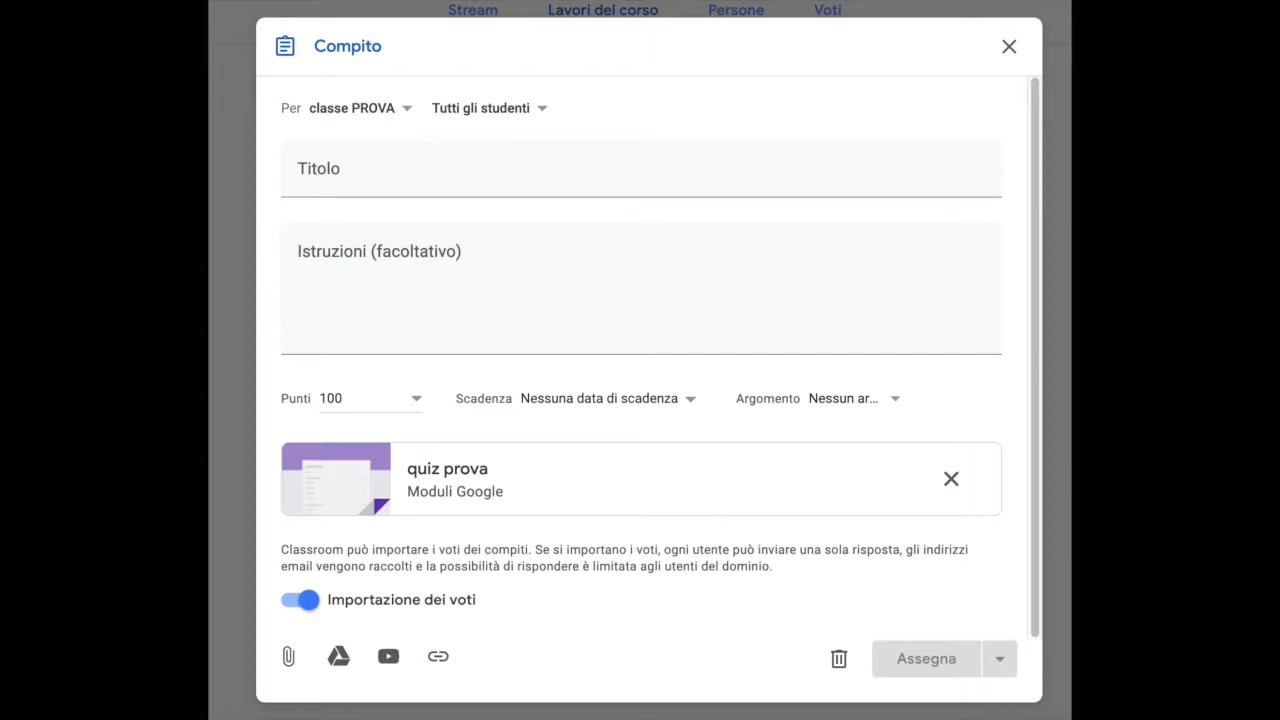 Stream Lavori del corso Persone Voti
Compito
Per classe PROVA Tutti gli studenti
Titolo
Istruzioni (facoltativo)
Punti 100 Scadenza Nessuna data di scadenza Argomento Nessun ar...
quiz prova
Moduli Google
Classroom può importare i voti dei compiti. Se si importano i voti, ogni utente può inviare una sola risposta, gli indirizzi
email vengono raccolti e la possibilità di rispondere è limitata agli utenti del dominio.
Importazione dei voti
Assegna